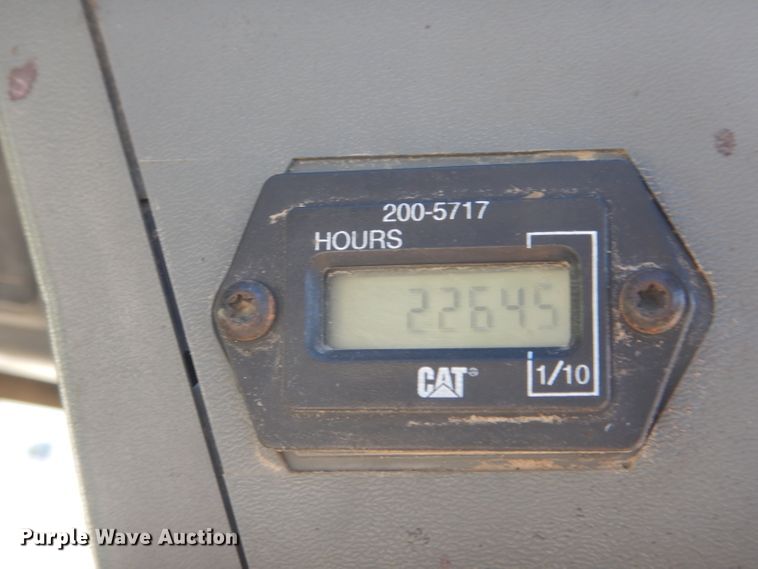 200-5717
HOURS
22645
CAT®
1/10
Purple Wave Auction